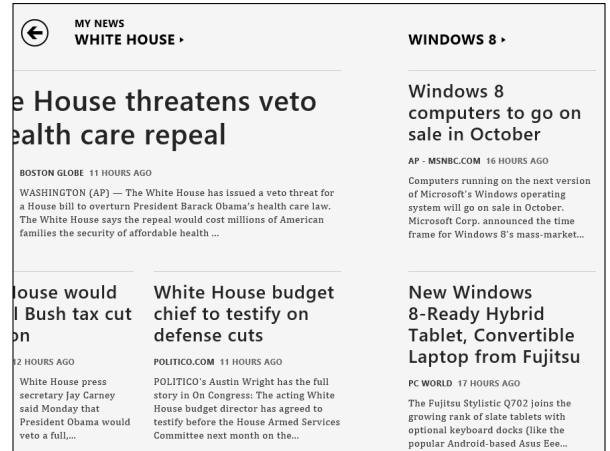 MY NEWS
WHITE HOUSE
e House threatens veto
ealth care repeal
BOSTON GLOBE 11 HOURS AGO
WASHINGTON (AP) — The White House has issued a veto threat for
a House bill to overturn President Barack Obama's health care law.
The White House says the repeal would cost millions of American
families the security of affordable health ...
ouse would
l Bush tax cut
on
12 HOURS AGO
White House press
secretary Jay Carney
said Monday that
President Obama would
veto a full,...
White House budget
chief to testify on
defense cuts
POLITICO.COM 11 HOURS AGO
POLITICO's Austin Wright has the full
story in On Congress: The acting White
House budget director has agreed to
testify before the House Armed Services
Committee next month on the...
WINDOWS 8
Windows 8
computers to go on
sale in October
AP - MSNBC.COM 16 HOURS AGO
Computers running on the next version
of Microsoft's Windows operating
system will go on sale in October.
Microsoft Corp. announced the time
frame for Windows 8's mass-market...
New Windows
8-Ready Hybrid
Tablet, Convertible
Laptop from Fujitsu
PC WORLD 17 HOURS AGO
The Fujitsu Stylistic Q702 joins the
growing rank of slate tablets with
optional keyboard docks (like the
popular Android-based Asus Eee...